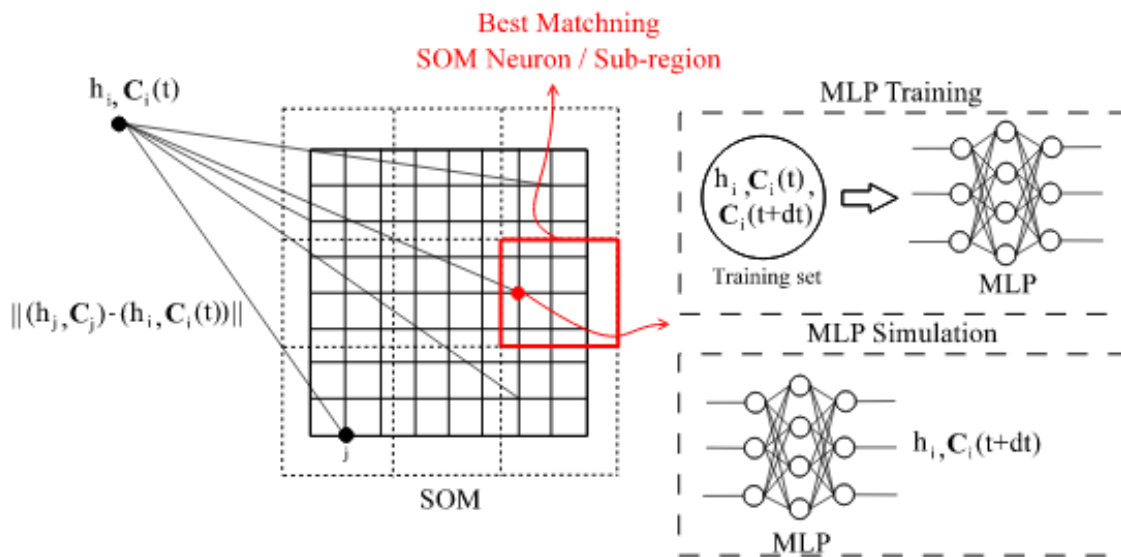 Best Matchning
SOM Neuron / Sub-region
h_i, C_i(t)
||(h_j, C_j)-(h_i, C_i(t))||
j
SOM
MLP Training
h_i, C_i(t),
C_i(t+dt)
Training set
MLP
MLP Simulation
h_i, C_i(t+dt)
MLP